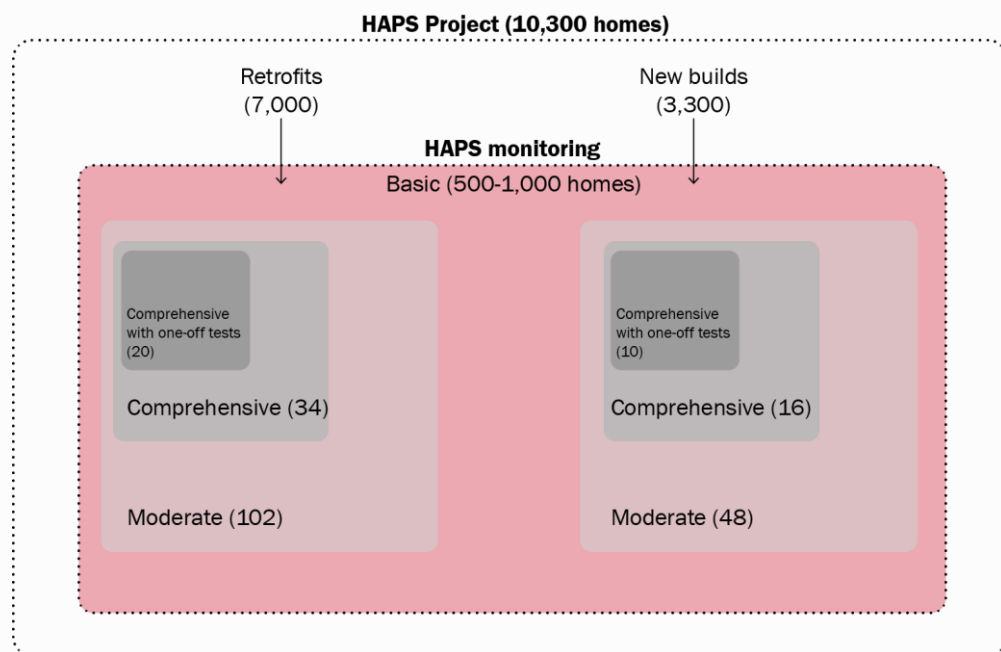 HAPS Project (10,300 homes)
Retrofits
(7,000)
New builds
(3,300)
HAPS monitoring
Basic (500-1,000 homes)
Comprehensive
with one-off tests
(20)
Comprehensive (34)
Moderate (102)
Comprehensive
with one-off tests
(10)
Comprehensive (16)
Moderate (48)